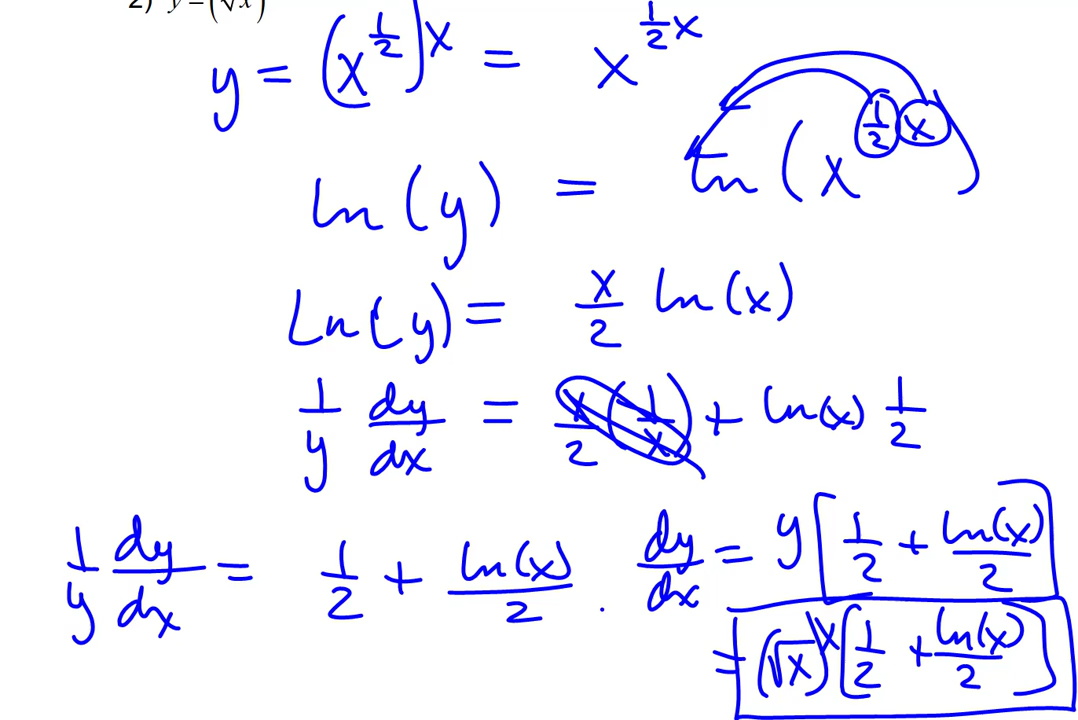 2) y = (√x)^x
y = (x^{1/2})^x = x^{1/2 x}
ln(y) = ln(x^{1/2 x})
Ln(y) = x/2 ln(x)
1/y dy/dx = x/2 (1/x) + ln(x) 1/2
1/y dy/dx = 1/2 + ln(x)/2 . dy/dx = y[1/2 + ln(x)/2]
= (√x)^x [1/2 + ln(x)/2]